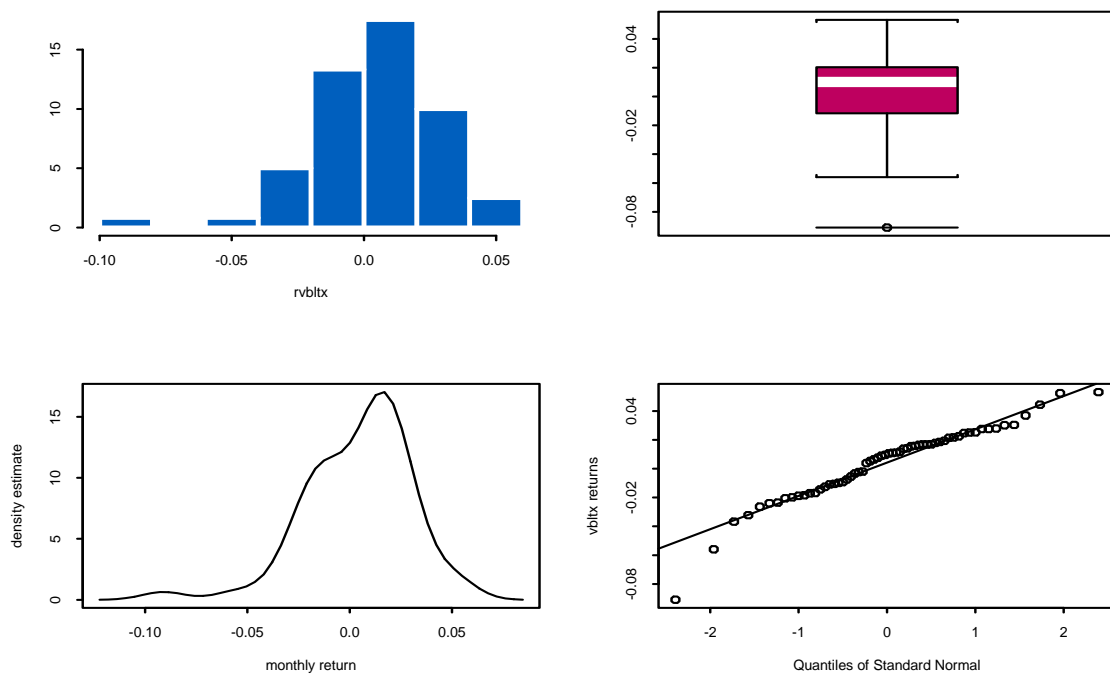 15
10
5
0
-0.10 -0.05 0.0 0.05
rvbltx
0.04
-0.02
-0.08
15
10
5
0
density estimate
-0.10 -0.05 0.0 0.05
monthly return
0.04
-0.02
-0.08
vbltx returns
-2 -1 0 1 2
Quantiles of Standard Normal